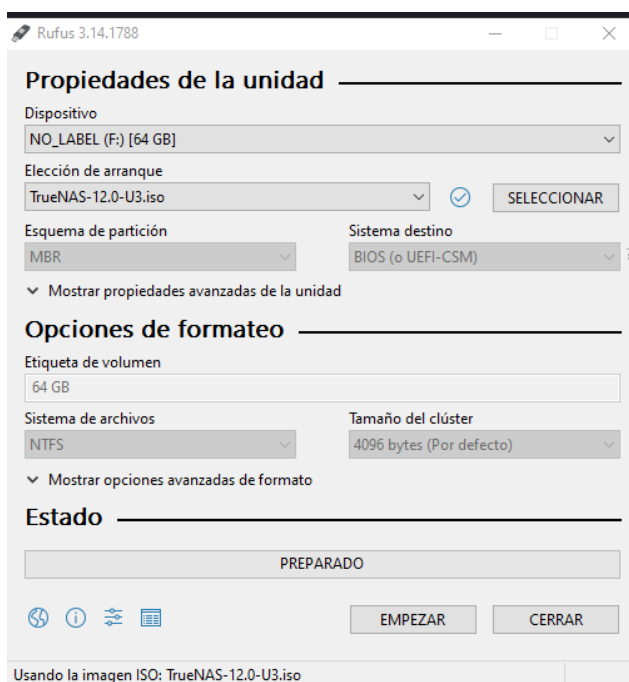 Rufus 3.14.1788
Propiedades de la unidad
Dispositivo
NO_LABEL (F:) [64 GB]
Elección de arranque
TrueNAS-12.0-U3.iso
SELECCIONAR
Esquema de partición Sistema destino
MBR BIOS (o UEFI-CSM)
Mostrar propiedades avanzadas de la unidad
Opciones de formateo
Etiqueta de volumen
64 GB
Sistema de archivos Tamaño del clúster
NTFS 4096 bytes (Por defecto)
Mostrar opciones avanzadas de formato
Estado
PREPARADO
EMPEZAR CERRAR
Usando la imagen ISO: TrueNAS-12.0-U3.iso